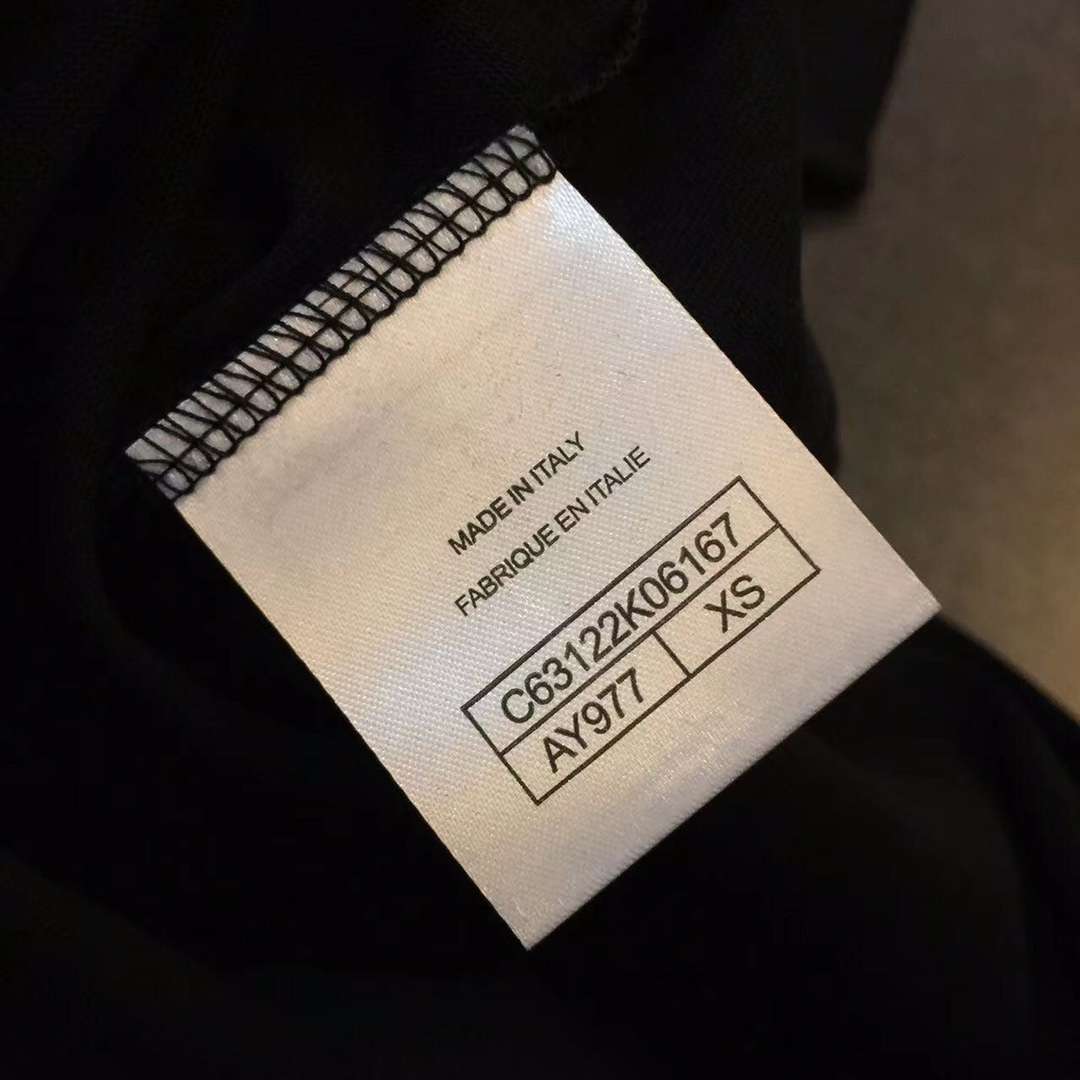 MADE IN ITALY
FABRIQUE EN ITALIE
C63122K06167
AY977 XS